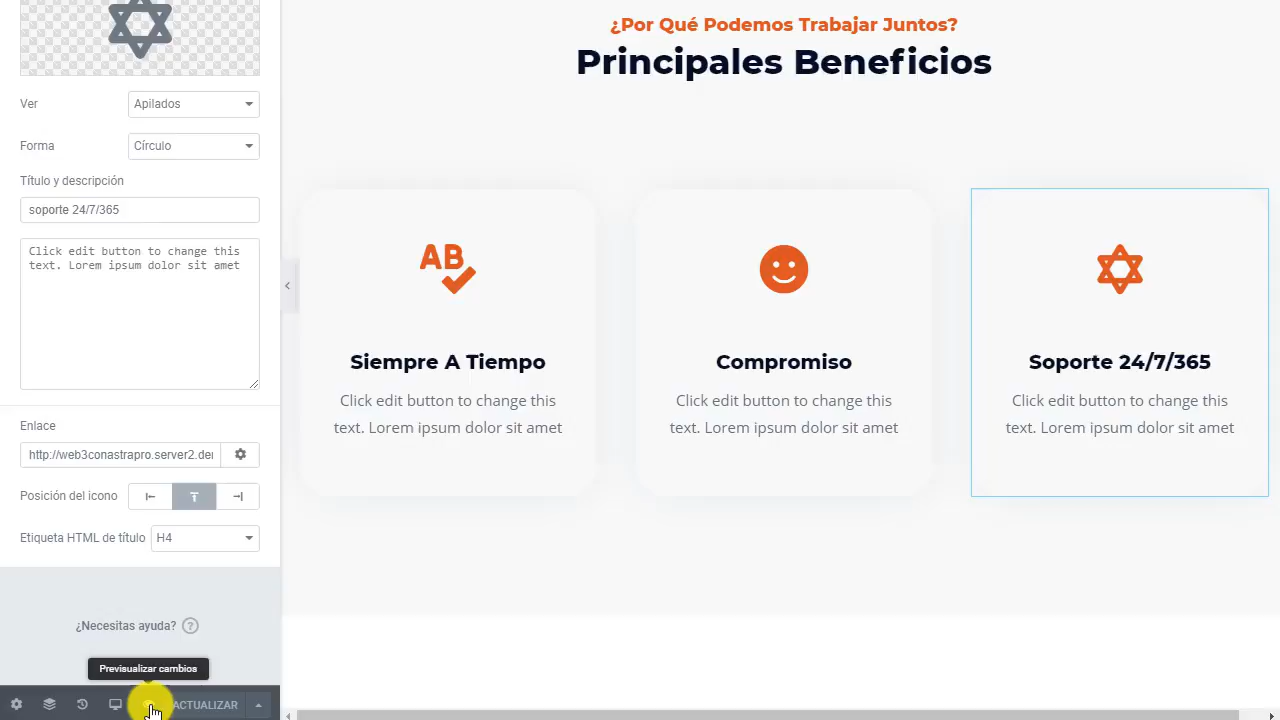 Ver
Apilados
Forma
Círculo
Título y descripción
soporte 24/7/365
Click edit button to change this
text. Lorem ipsum dolor sit amet
Enlace
http://web3conastrapro.server2.der
Posición del icono
Etiqueta HTML de título
H4
¿Necesitas ayuda? ?
Previsualizar cambios
ACTUALIZAR
¿Por Qué Podemos Trabajar Juntos?
Principales Beneficios
AB
Siempre A Tiempo
Click edit button to change this
text. Lorem ipsum dolor sit amet
Compromiso
Click edit button to change this
text. Lorem ipsum dolor sit amet
Soporte 24/7/365
Click edit button to change this
text. Lorem ipsum dolor sit amet